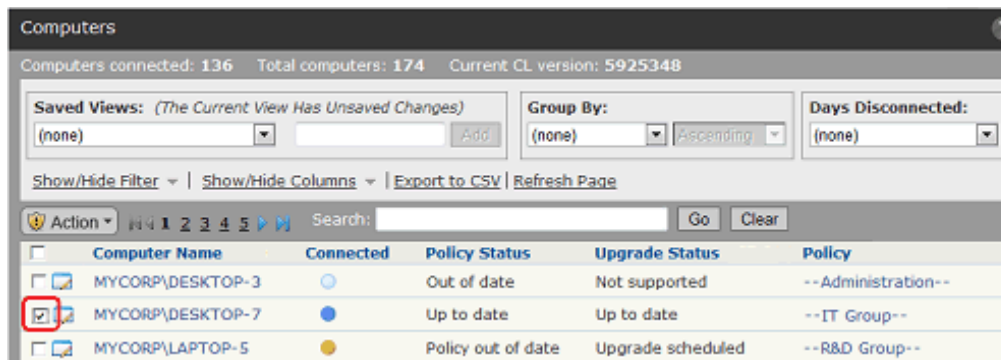 Computers
Computers connected: 136 Total computers: 174 Current CL version: 5925348
Saved Views: (The Current View Has Unsaved Changes) Group By: Days Disconnected:
(none) Add (none) Ascending (none)
Show/Hide Filter | Show/Hide Columns | Export to CSV | Refresh Page
Action 1 2 3 4 5 Search: Go Clear
Computer Name Connected Policy Status Upgrade Status Policy
MYCORP\DESKTOP-3 Out of date Not supported --Administration--
MYCORP\DESKTOP-7 Up to date Up to date --IT Group--
MYCORP\LAPTOP-5 Policy out of date Upgrade scheduled --R&D Group--